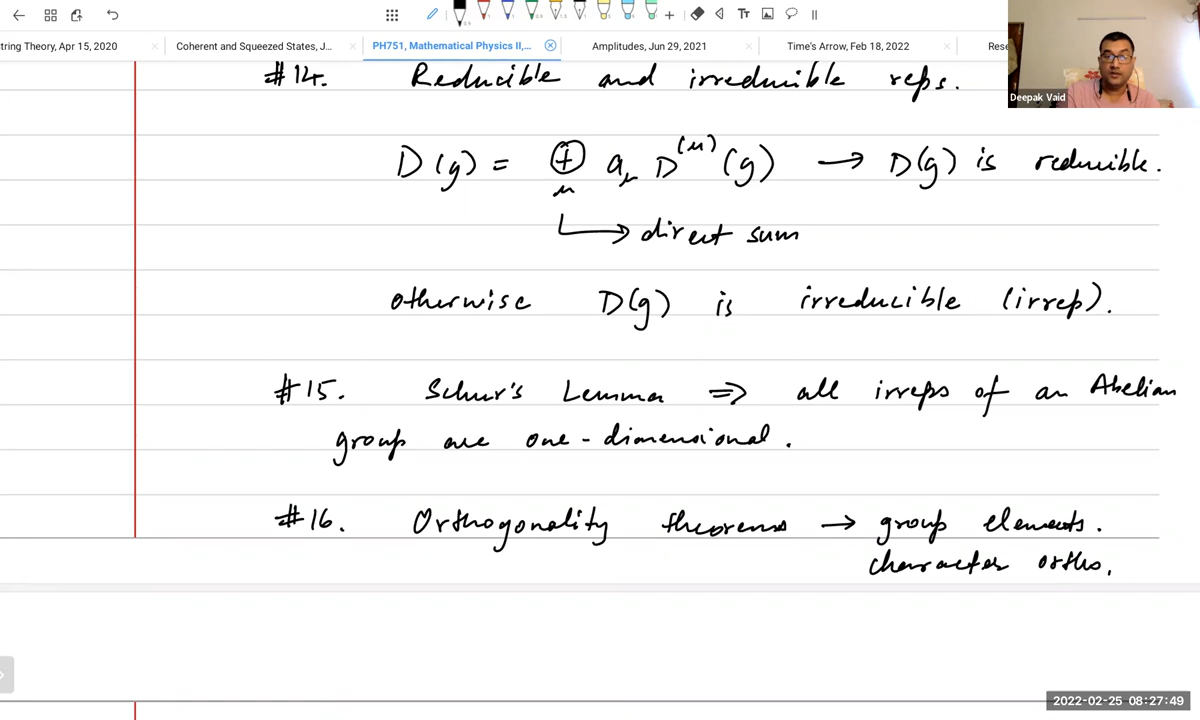 tring Theory, Apr 15, 2020
Coherent and Squeezed States, J...
PH751, Mathematical Physics II,...
Amplitudes, Jun 29, 2021
Time's Arrow, Feb 18, 2022
Rese
Deepak Vaid
#14. Reducible and irreducible reps.
D(g) = ⊕_μ a_μ D^(μ)(g) → D(g) is reducible.
↳ direct sum
otherwise D(g) is irreducible (irrep).
#15. Schur's Lemma ⇒ all irreps of an Abelian
group are one-dimensional.
#16. Orthogonality theorems → group elements.
character ortho.
2022-02-25 08:27:49